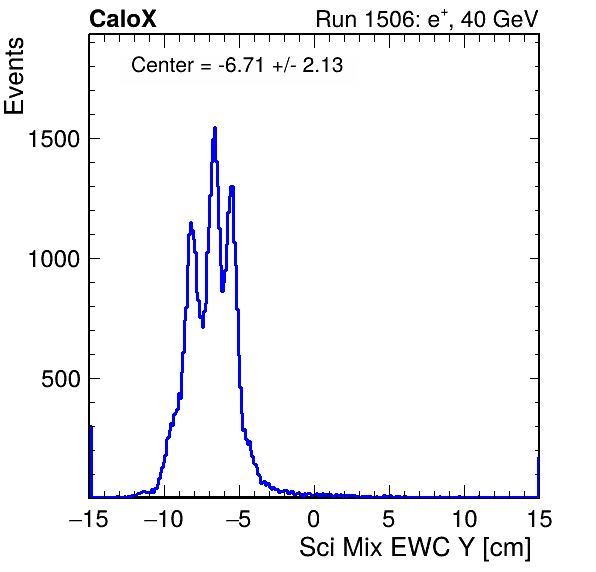 CaloX Run 1506: e⁺, 40 GeV
Center = -6.71 +/- 2.13
Events
1500
1000
500
−15 −10 −5 0 5 10 15
Sci Mix EWC Y [cm]